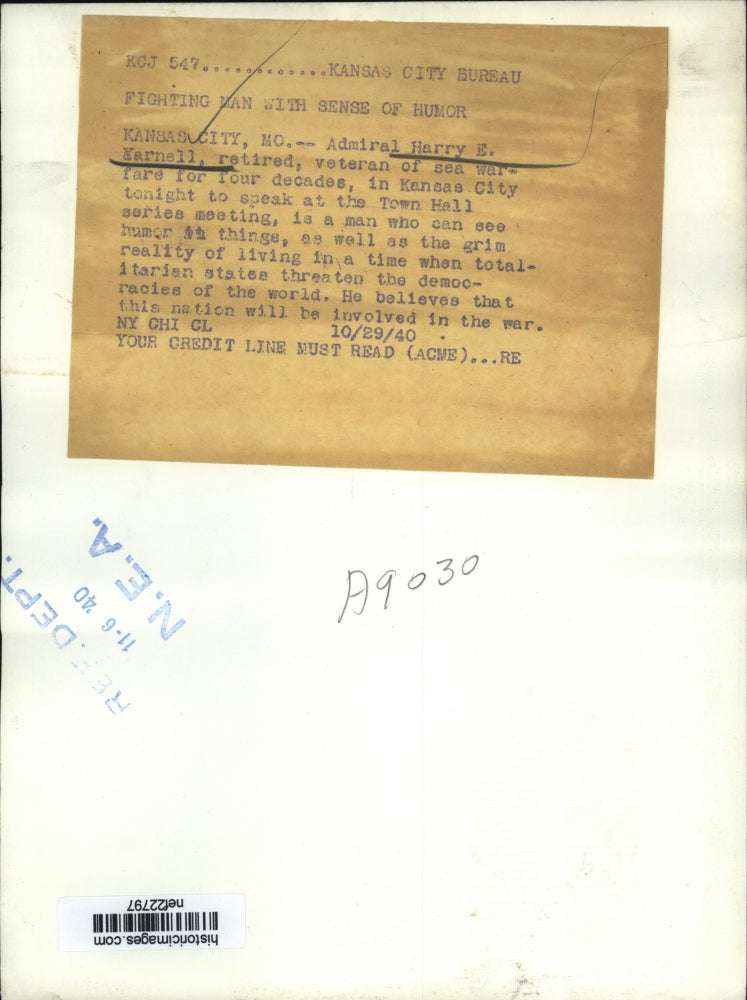 KCJ 547............KANSAS CITY BUREAU
FIGHTING MAN WITH SENSE OF HUMOR
KANSAS CITY, MO.-- Admiral Harry E.
Yarnell, retired, veteran of sea war-
fare for four decades, in Kansas City
tonight to speak at the Town Hall
series meeting, is a man who can see
humor in things, as well as the grim
reality of living in a time when total-
itarian states threaten the democ-
racies of the world. He believes that
this nation will be involved in the war.
NY CHI CL 10/29/40
YOUR CREDIT LINE MUST READ (ACME)...RE
A9030
REF. DEPT.
11-6 '40
N.E.A.
historicimages.com
nef22797